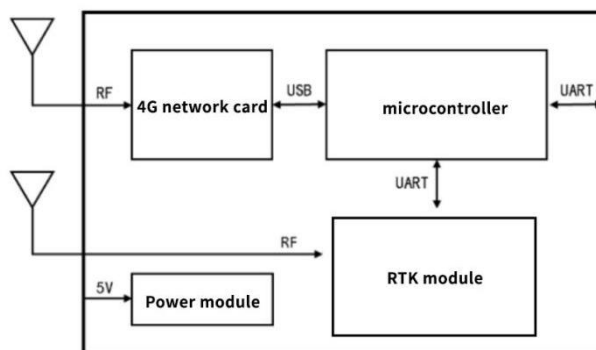 RF
4G network card
USB
microcontroller
UART
UART
RF
RTK module
5V
Power module